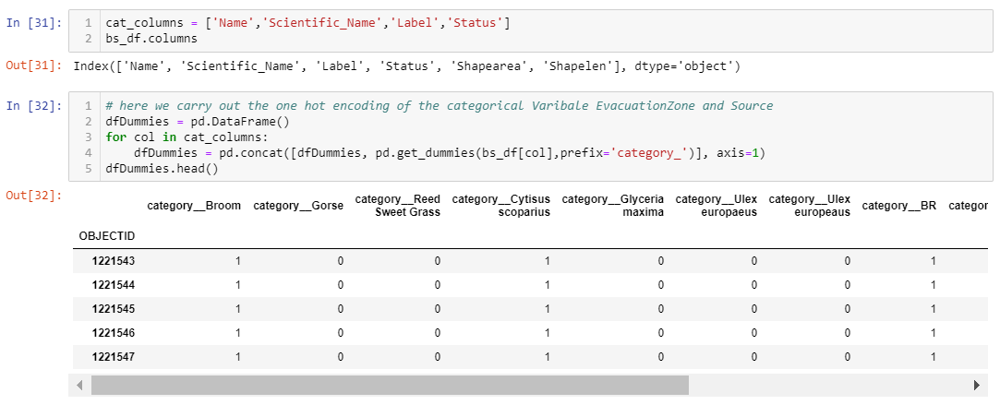 In [31]:
1 cat_columns = ['Name','Scientific_Name','Label','Status']
2 bs_df.columns
Out[31]: Index(['Name', 'Scientific_Name', 'Label', 'Status', 'Shapearea', 'Shapelen'], dtype='object')
In [32]:
1 # here we carry out the one hot encoding of the categorical Varibale EvacuationZone and Source
2 dfDummies = pd.DataFrame()
3 for col in cat_columns:
4     dfDummies = pd.concat([dfDummies, pd.get_dummies(bs_df[col],prefix='category_')], axis=1)
5 dfDummies.head()
Out[32]:
category__Broom category__Gorse category__Reed Sweet Grass category__Cytisus scoparius category__Glyceria maxima category__Ulex europaeus category__Ulex europeaus category__BR categor
OBJECTID
1221543 1 0 0 1 0 0 0 1
1221544 1 0 0 1 0 0 0 1
1221545 1 0 0 1 0 0 0 1
1221546 1 0 0 1 0 0 0 1
1221547 1 0 0 1 0 0 0 1